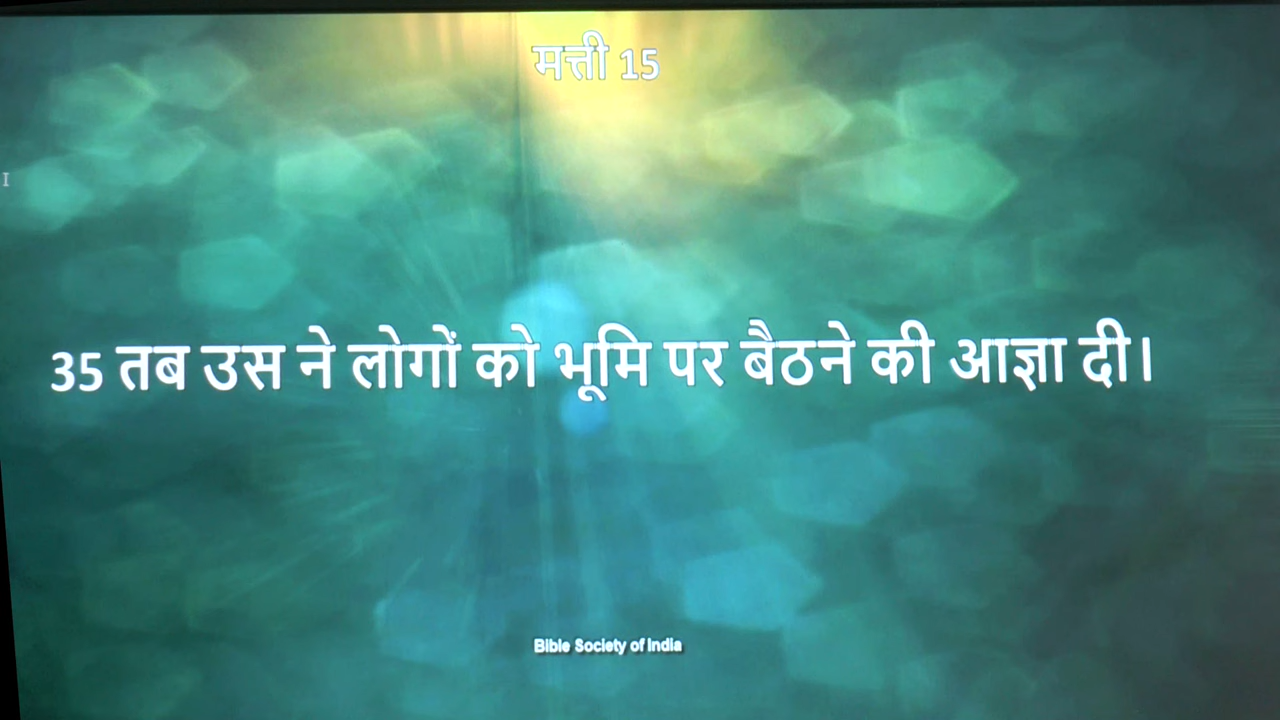 मत्ती 15
35 तब उस ने लोगों को भूमि पर बैठने की आज्ञा दी।
Bible Society of India